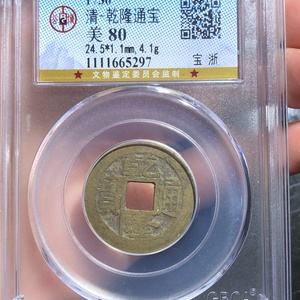 清·乾隆通宝
美 80
24.5*1.1mm,4.1g
1111665297
宝 浙
★ 文物鉴定委员会监制 ★
乾隆通寶